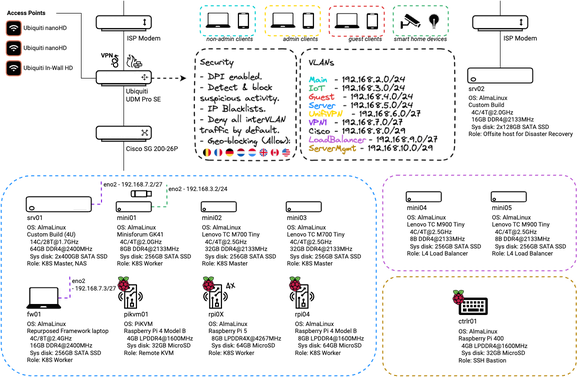 Access Points
Ubiquiti nanoHD
Ubiquiti nanoHD
Ubiquiti In-Wall HD
ISP Modem
VPN
Ubiquiti
UDM Pro SE
Cisco SG 200-26P
non-admin clients
admin clients
guest clients
smart home devices
Security
- DPI enabled.
- Detect & block
suspicious activity.
- IP Blacklists.
- Deny all interVLAN
traffic by default.
- Geo-blocking (Allow):
VLANs
Main - 192.168.2.0/24
IoT - 192.168.3.0/24
Guest - 192.168.4.0/24
Server - 192.168.5.0/24
UnifiVPN - 192.168.6.0/27
VPN1 - 192.168.7.0/27
Cisco - 192.168.8.0/29
LoadBalancer - 192.168.9.0/27
ServerMgmt - 192.168.10.0/29
ISP Modem
srv02
OS: AlmaLinux
Custom Build
4C/4T@2.0GHz
16GB DDR4@2133MHz
Sys disk: 2x128GB SATA SSD
Role: Offsite host for Disaster Recovery
eno2 - 192.168.7.2/27
eno2 - 192.168.3.2/24
srv01
OS: AlmaLinux
Custom Build (4U)
14C/28T@1.7GHz
64GB DDR4@2400MHz
Sys disk: 2x400GB SATA SSD
Role: K8S Master, NAS
mini01
OS: AlmaLinux
Minisforum GK41
4C/4T@2.0GHz
8GB DDR4@2133MHz
Sys disk: 256GB SATA SSD
Role: K8S Worker
mini02
OS: AlmaLinux
Lenovo TC M700 Tiny
4C/4T@2.5GHz
32GB DDR4@2133MHz
Sys disk: 256GB SATA SSD
Role: K8S Master
mini03
OS: AlmaLinux
Lenovo TC M700 Tiny
4C/4T@2.5GHz
32GB DDR4@2133MHz
Sys disk: 256GB SATA SSD
Role: K8S Master
mini04
OS: AlmaLinux
Lenovo TC M900 Tiny
4C/4T@2.5GHz
8B DDR4@2133MHz
Sys disk: 256GB SATA SSD
Role: L4 Load Balancer
mini05
OS: AlmaLinux
Lenovo TC M900 Tiny
4C/4T@2.5GHz
8B DDR4@2133MHz
Sys disk: 256GB SATA SSD
Role: L4 Load Balancer
eno2
- 192.168.7.3/27
fw01
OS: AlmaLinux
Repurposed Framework laptop
4C/8T@2.4GHz
16GB DDR4@2400MHz
Sys disk: 256GB SATA SSD
Role: K8S Worker
pikvm01
OS: PiKVM
Raspberry Pi 4 Model B
4GB LPDDR4@1600MHz
Sys disk: 32GB MicroSD
Role: Remote KVM
4X
rpi0X
OS: AlmaLinux
Raspberry Pi 5
8GB LPDDR4X@4267MHz
Sys disk: 64GB MicroSD
Role: K8S Worker
rpi04
OS: AlmaLinux
Raspberry Pi 4 Model B
8GB LPDDR4@1600MHz
Sys disk: 64GB MicroSD
Role: K8S Worker
ctrlr01
OS: AlmaLinux
Raspberry Pi 400
4GB LPDDR4@1600MHz
Sys disk: 32GB MicroSD
Role: SSH Bastion